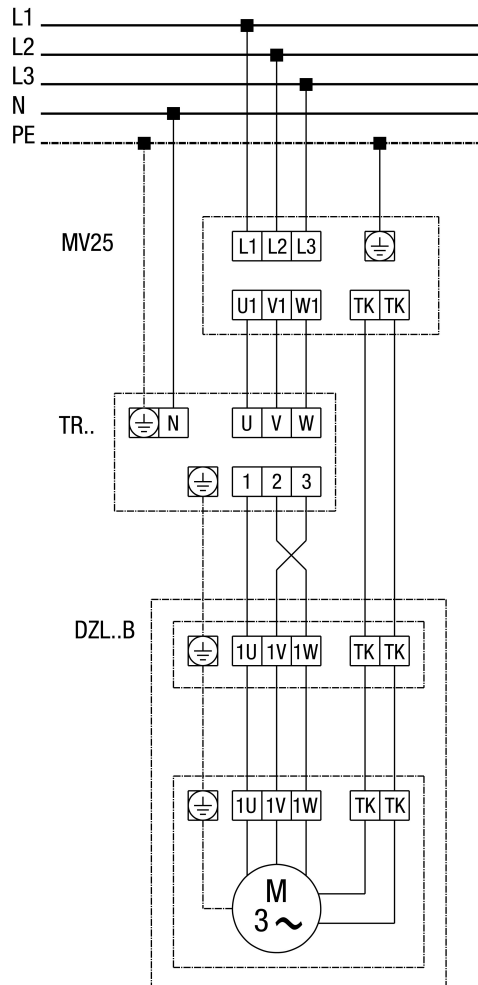 L1
L2
L3
N
PE
MV25
L1 L2 L3
U1 V1 W1 TK TK
TR..
N U V W
1 2 3
DZL..B
1U 1V 1W TK TK
1U 1V 1W TK TK
M
3 ~